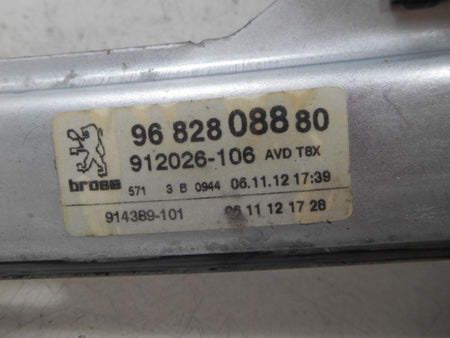 96 828 088 80
912026-106 AVD T8X
brose 571 3 B 0944 06.11.12 17:39
914389-101 06 11 12 17 28